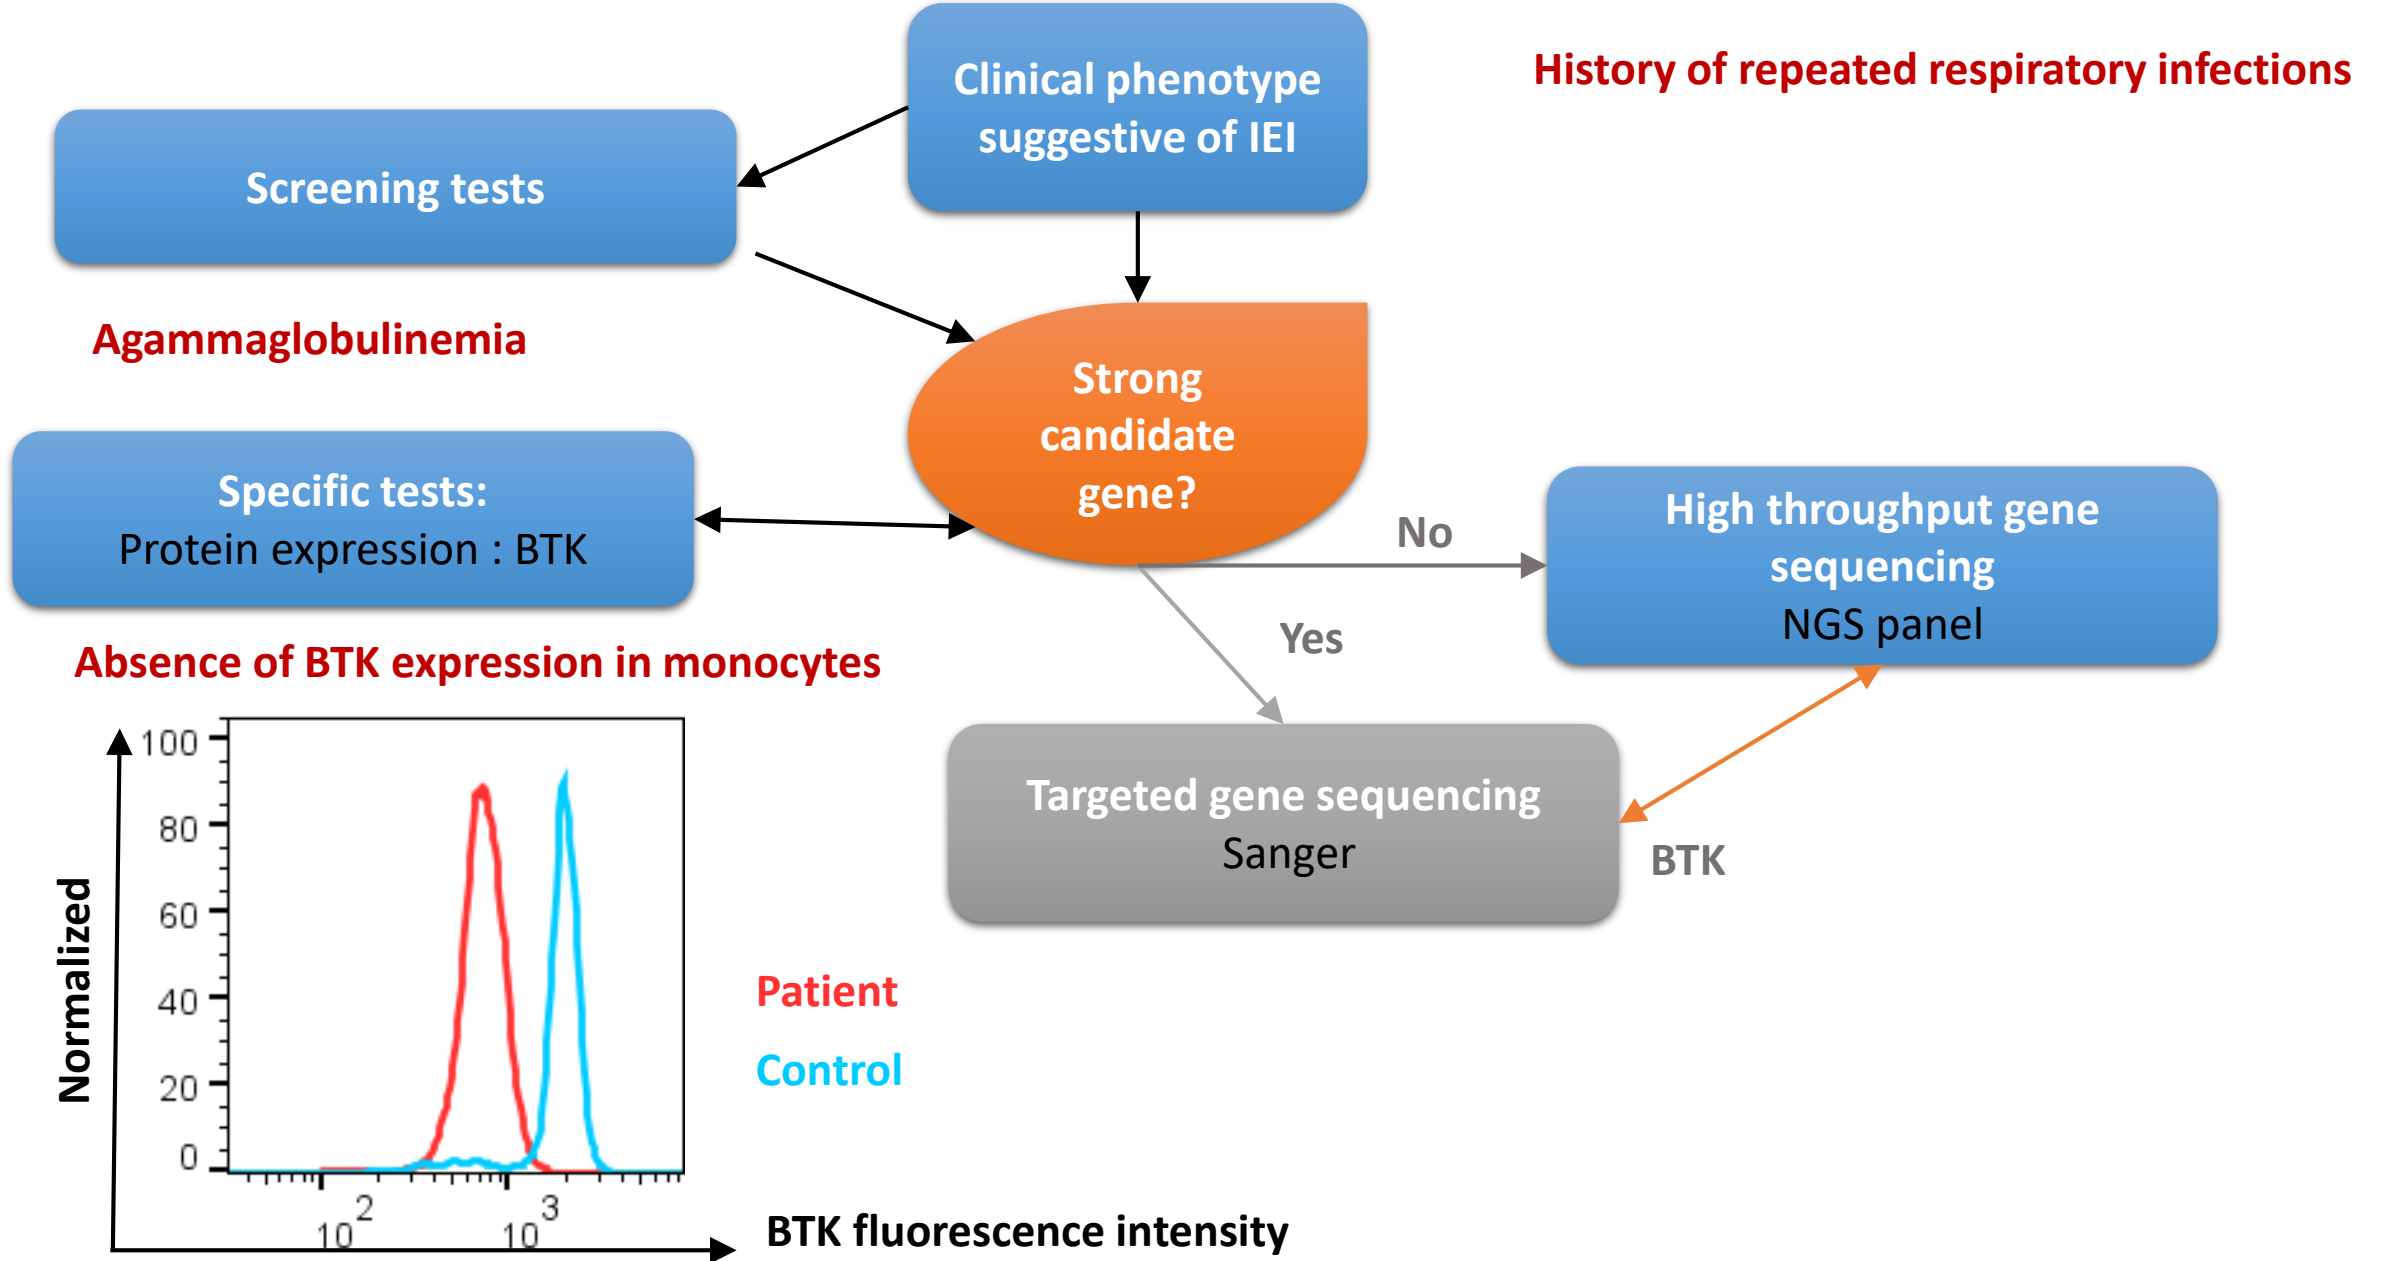 Clinical phenotype
suggestive of IEI
History of repeated respiratory infections
Screening tests
Agammaglobulinemia
Strong
candidate
gene?
Specific tests:
Protein expression : BTK
No
High throughput gene
sequencing
NGS panel
Yes
Absence of BTK expression in monocytes
Targeted gene sequencing
Sanger
BTK
Normalized
100
80
60
40
20
0
10 2
10 3
Patient
Control
BTK fluorescence intensity